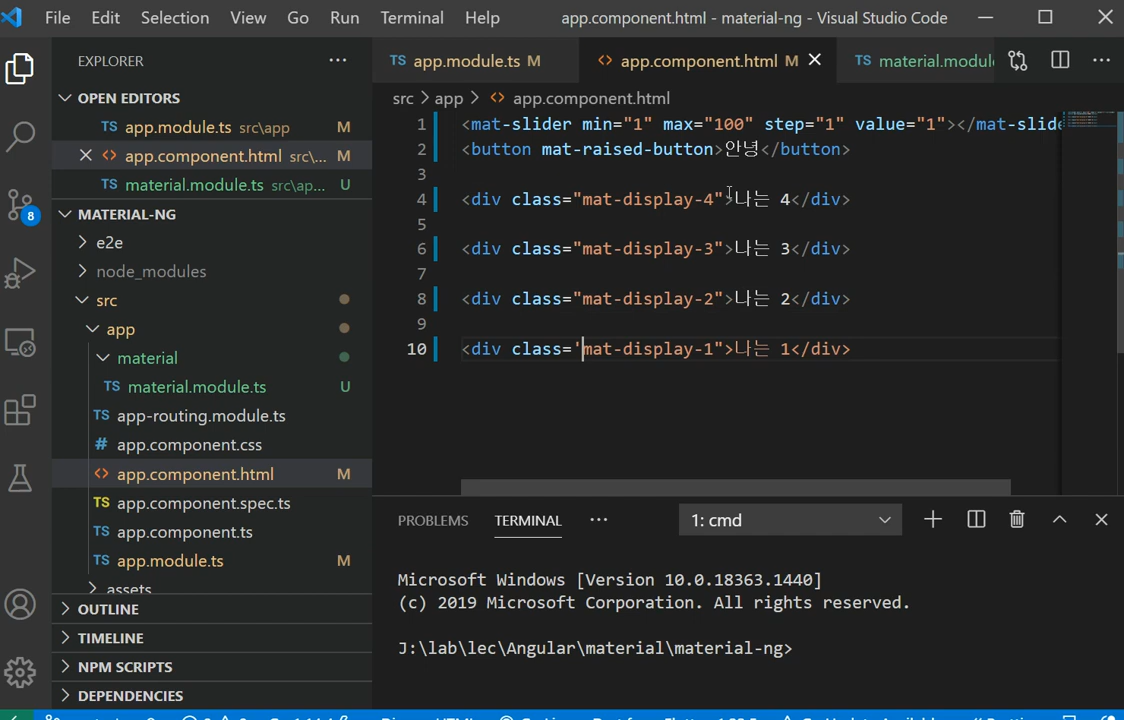 File Edit Selection View Go Run Terminal Help app.component.html - material-ng - Visual Studio Code
EXPLORER
TS app.module.ts M
<> app.component.html M
TS material.modul
OPEN EDITORS
src > app > <> app.component.html
TS app.module.ts src\app M
<> app.component.html src\... M
TS material.module.ts src\ap... U
1 <mat-slider min="1" max="100" step="1" value="1"></mat-slide
2 <button mat-raised-button>안녕</button>
3
4 <div class="mat-display-4">나는 4</div>
5
6 <div class="mat-display-3">나는 3</div>
7
8 <div class="mat-display-2">나는 2</div>
9
10 <div class="mat-display-1">나는 1</div>
MATERIAL-NG
8
e2e
node_modules
src
app
material
TS material.module.ts U
TS app-routing.module.ts
# app.component.css
<> app.component.html M
TS app.component.spec.ts
TS app.component.ts
TS app.module.ts M
assets
OUTLINE
TIMELINE
NPM SCRIPTS
DEPENDENCIES
PROBLEMS TERMINAL ... 1: cmd
Microsoft Windows [Version 10.0.18363.1440]
(c) 2019 Microsoft Corporation. All rights reserved.
J:\lab\lec\Angular\material\material-ng>